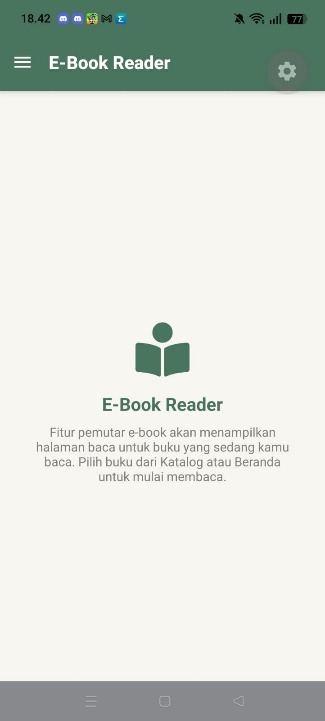 18.42
77
E-Book Reader
E-Book Reader
Fitur pemutar e-book akan menampilkan
halaman baca untuk buku yang sedang kamu
baca. Pilih buku dari Katalog atau Beranda
untuk mulai membaca.